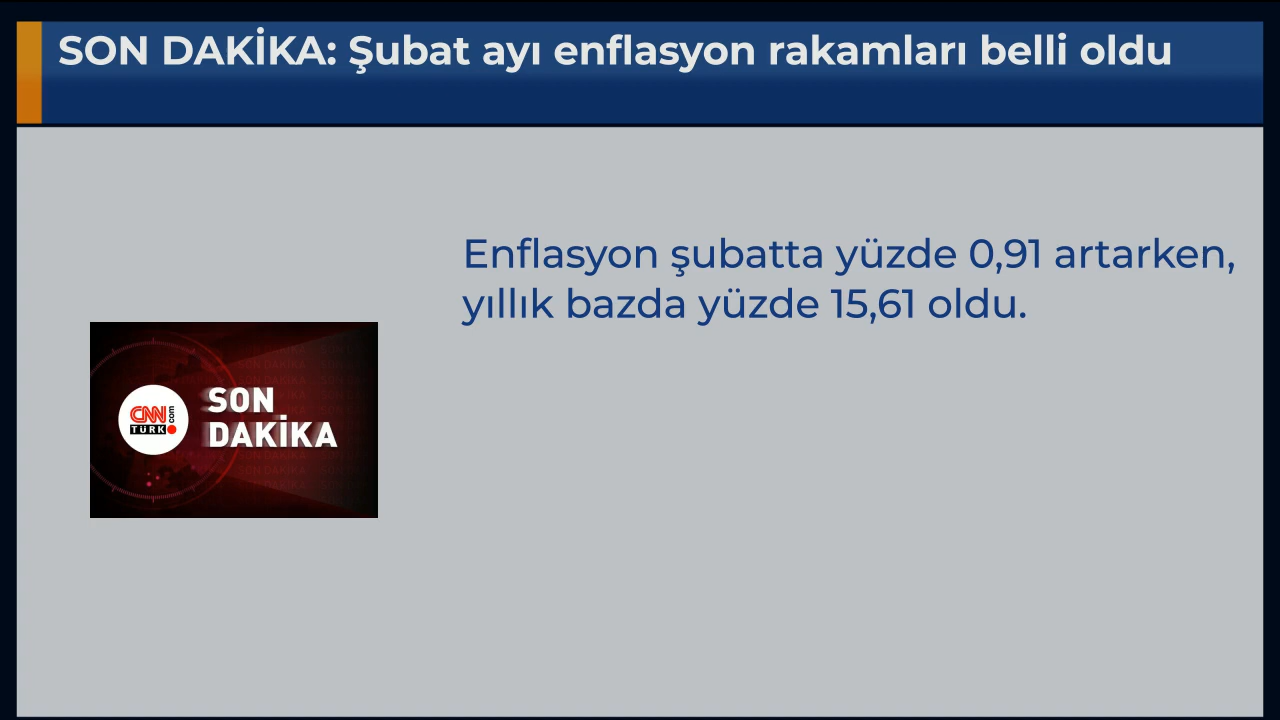 SON DAKİKA: Şubat ayı enflasyon rakamları belli oldu
Enflasyon şubatta yüzde 0,91 artarken,
yıllık bazda yüzde 15,61 oldu.
CNN
TÜRK
.com
SON
DAKİKA